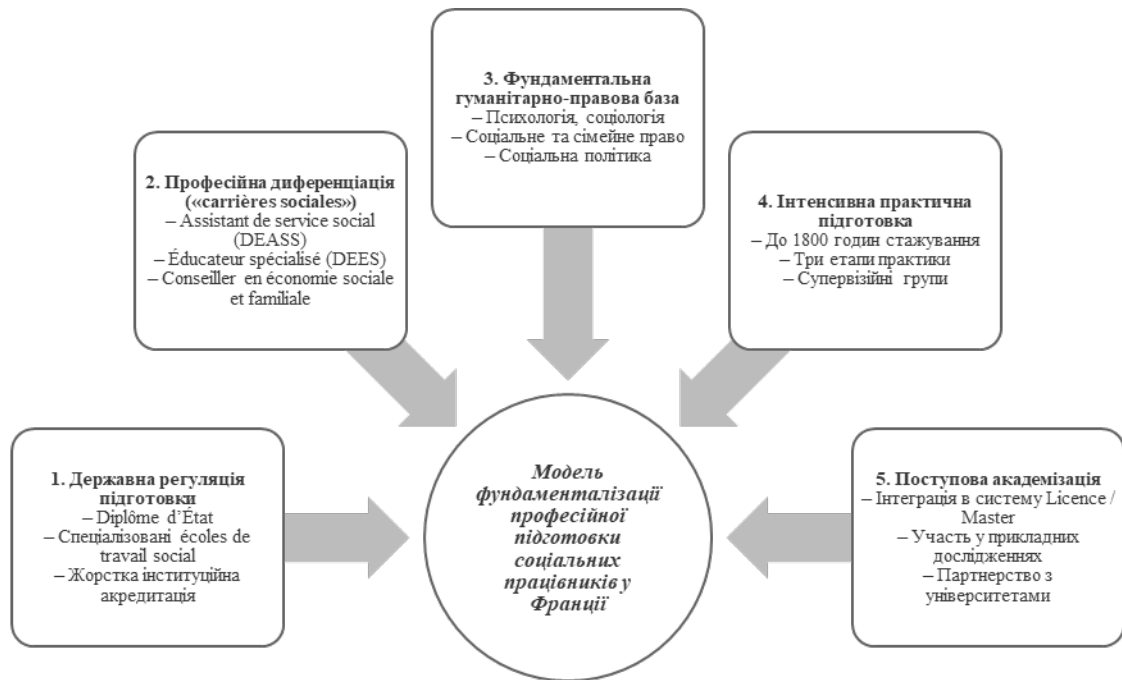 1. Державна регуляція
підготовки
– Diplôme d’État
– Спеціалізовані écoles de
travail social
– Жорстка інституційна
акредитація
2. Професійна диференціація
(«carrières sociales»)
– Assistant de service social
(DEASS)
– Éducateur spécialisé (DEES)
– Conseiller en économie sociale
et familiale
3. Фундаментальна
гуманітарно-правова база
– Психологія, соціологія
– Соціальне та сімейне право
– Соціальна політика
4. Інтенсивна практична
підготовка
– До 1800 годин стажування
– Три етапи практики
– Супервізійні групи
5. Поступова академізація
– Інтеграція в систему Licence /
Master
– Участь у прикладних
дослідженнях
– Партнерство з
університетами
Модель
фундаменталізації
професійної
підготовки
соціальних
працівників у
Франції